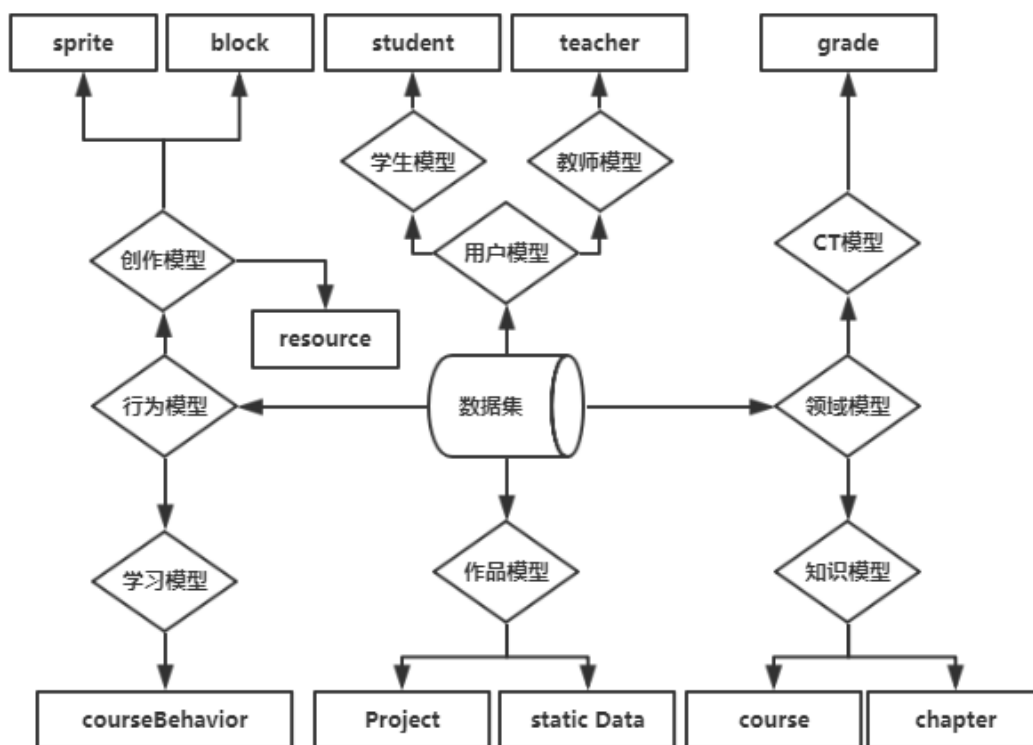 sprite
block
student
teacher
grade
学生模型
教师模型
创作模型
用户模型
CT模型
resource
行为模型
数据集
领域模型
学习模型
作品模型
知识模型
courseBehavior
Project
static Data
course
chapter